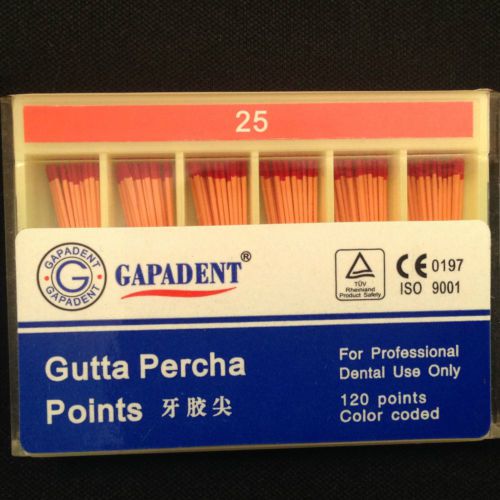 25
GAPADENT
G
GAPADENT
GAPADENT®
TÜV
Rheinland
Product Safety
CE 0197
ISO 9001
Gutta Percha
Points 牙胶尖
For Professional
Dental Use Only
120 points
Color coded